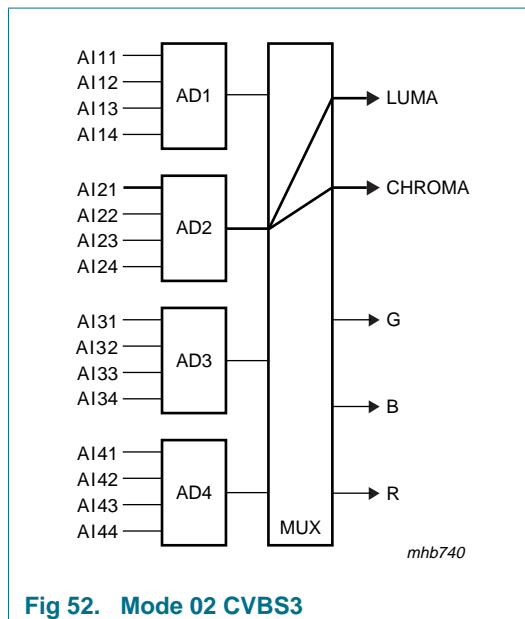 AI11
AI12
AI13
AI14
AD1
LUMA
AI21
AI22
AI23
AI24
AD2
CHROMA
AI31
AI32
AI33
AI34
AD3
G
B
AI41
AI42
AI43
AI44
AD4
R
MUX
mhb740
Fig 52. Mode 02 CVBS3